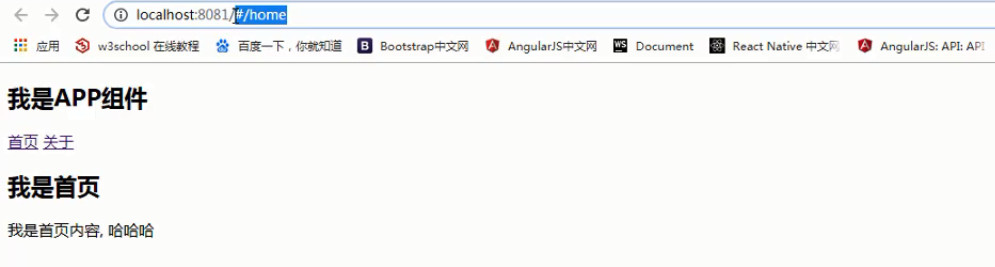 localhost:8081/#/home
应用 w3school 在线教程 百度一下，你就知道 Bootstrap中文网 AngularJS中文网 Document React Native 中文网 AngularJS: API: API
我是APP组件
首页 关于
我是首页
我是首页内容, 哈哈哈